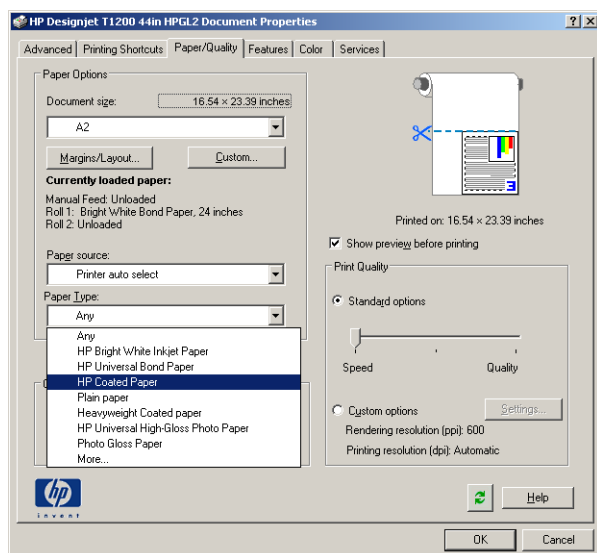 HP Designjet T1200 44in HPGL2 Document Properties
Advanced Printing Shortcuts Paper/Quality Features Color Services
Paper Options
Document size: 16.54 × 23.39 inches
A2
Margins/Layout... Custom...
Currently loaded paper:
Manual Feed: Unloaded
Roll 1: Bright White Bond Paper, 24 inches
Roll 2: Unloaded
Paper source:
Printer auto select
Paper Type:
Any
Any
HP Bright White Inkjet Paper
HP Universal Bond Paper
HP Coated Paper
Plain paper
Heavyweight Coated paper
HP Universal High-Gloss Photo Paper
Photo Gloss Paper
More...
Printed on: 16.54 × 23.39 inches
Show preview before printing
Print Quality
Standard options
Speed Quality
Custom options Settings...
Rendering resolution (ppi): 600
Printing resolution (dpi): Automatic
hp
invent
Help
OK Cancel